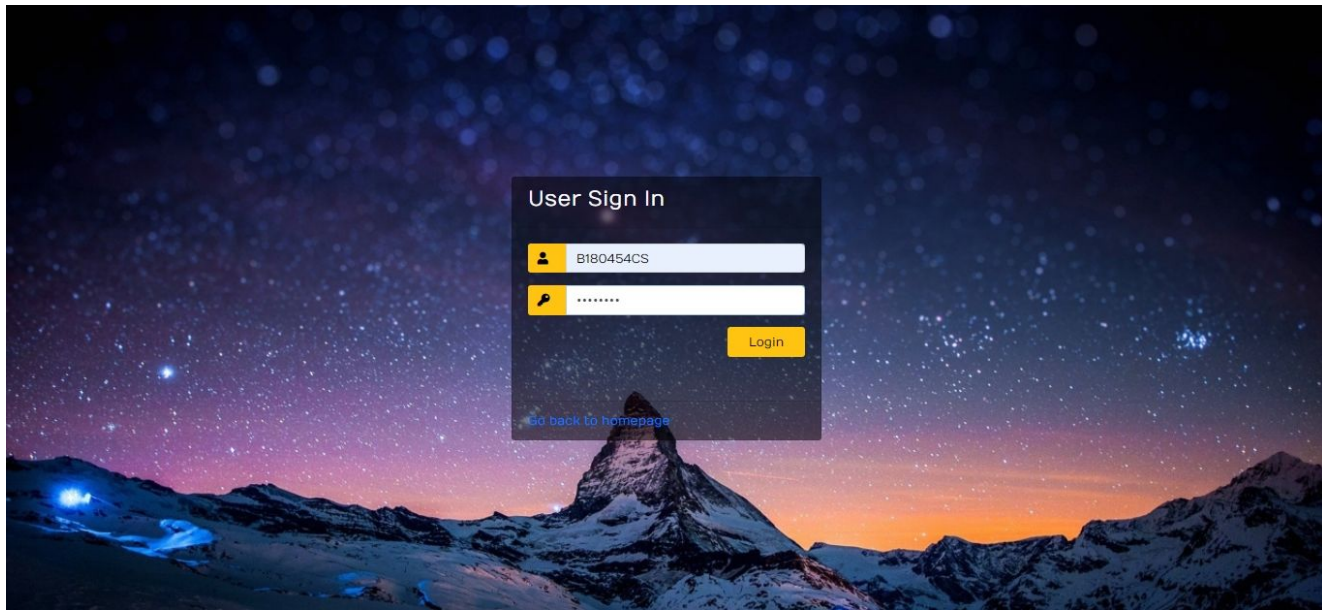 User Sign In
B180454CS
••••••••
Login
Go back to homepage